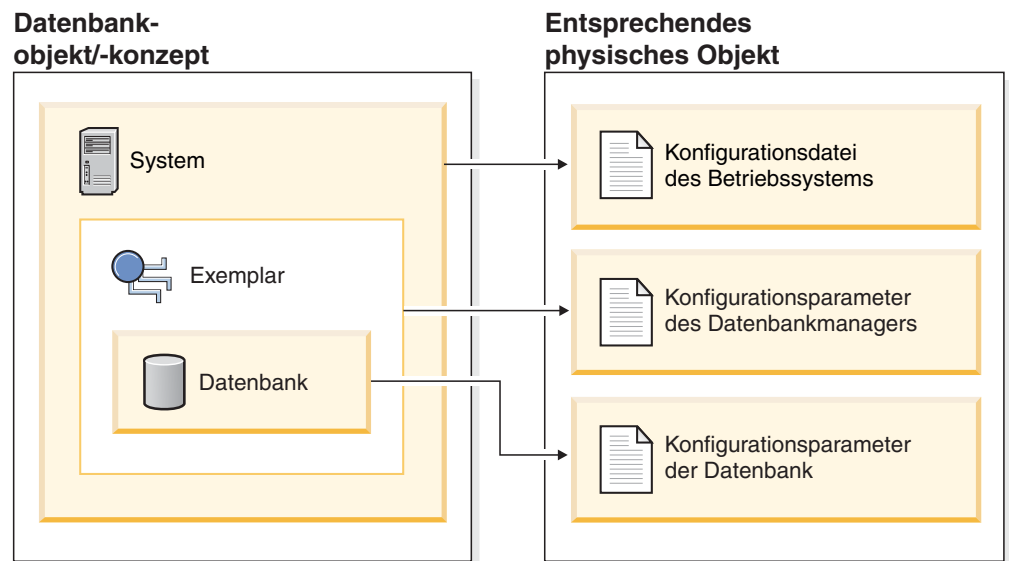 Datenbank-
objekt/-konzept
System
Exemplar
Datenbank
Entsprechendes
physisches Objekt
Konfigurationsdatei
des Betriebssystems
Konfigurationsparameter
des Datenbankmanagers
Konfigurationsparameter
der Datenbank